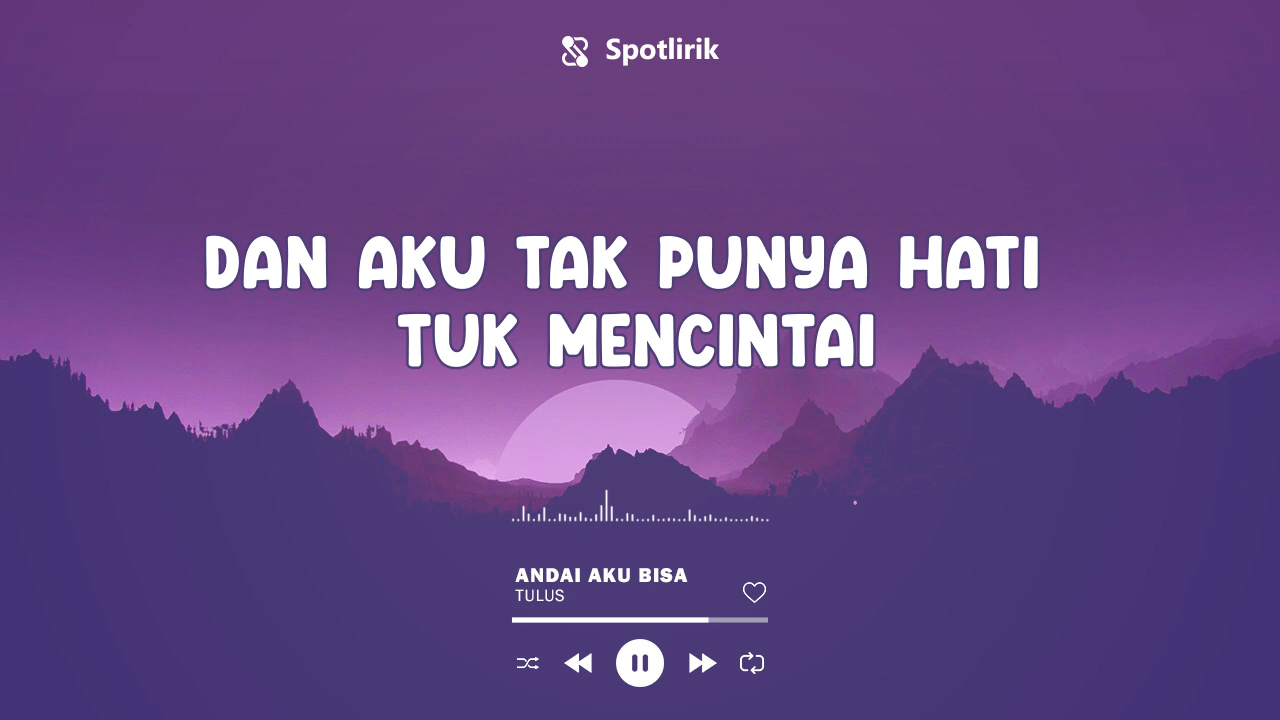 Spotlirik
DAN AKU TAK PUNYA HATI
TUK MENCINTAI
ANDAI AKU BISA
TULUS